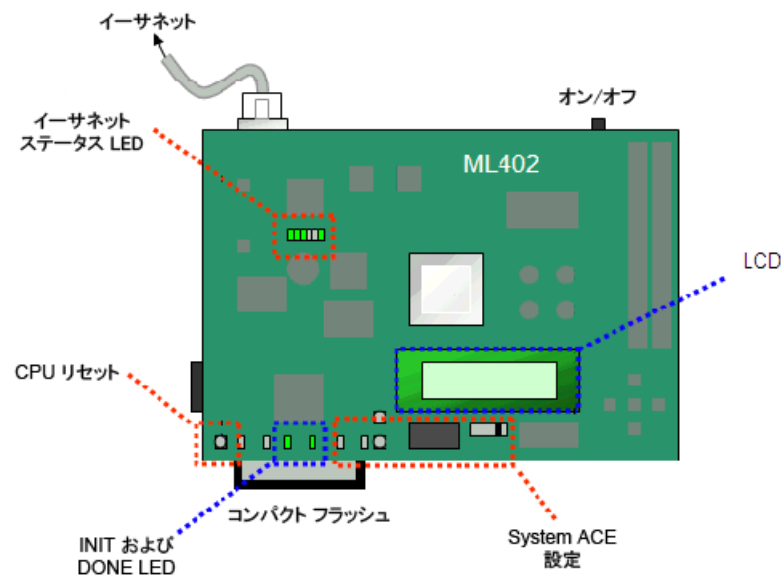 イーサネット
オン/オフ
イーサネット
ステータス LED
ML402
LCD
CPU リセット
コンパクト フラッシュ
INIT および
DONE LED
System ACE
設定